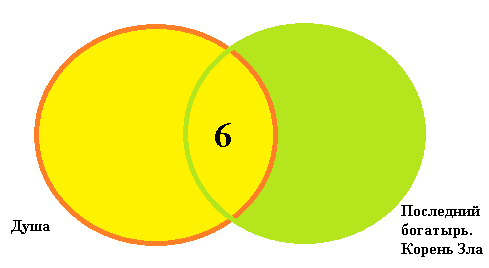 6
Душа
Последний
богатырь.
Корень Зла